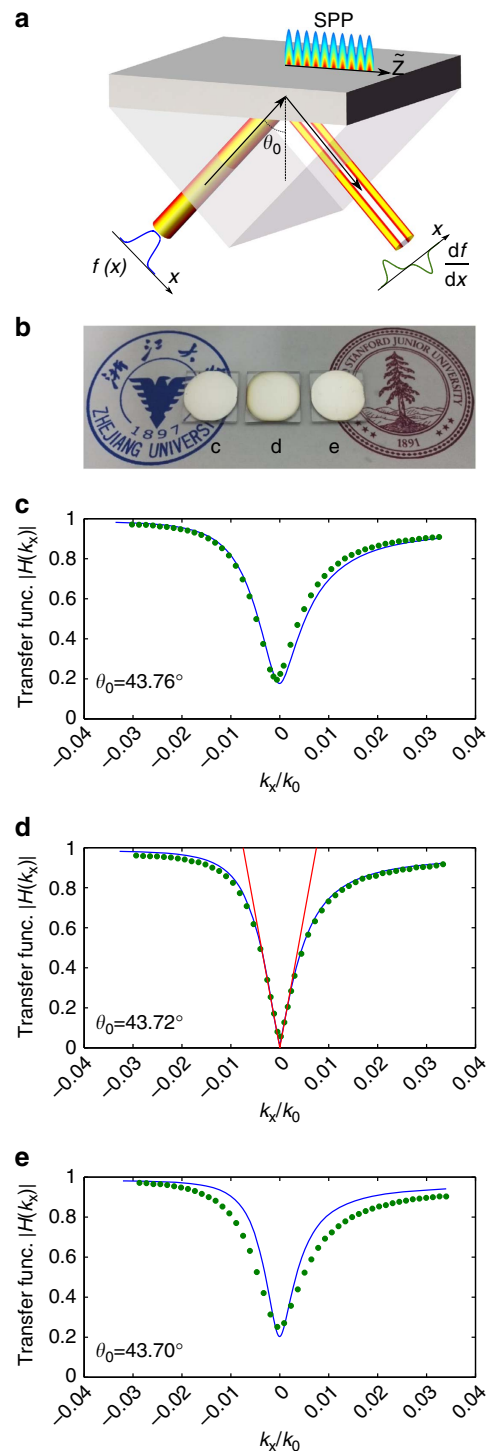 a
SPP
Z̃
θ0
f (x)
x
x
df
dx
b
浙江大
ZHEJIANG UNIVERSI
1897
STANFORD JUNIOR UNIVERSITY
1891
c d e
c
Transfer func. |H(kx)|
1
0.8
0.6
0.4
0.2
0
θ0=43.76°
−0.04 −0.03 −0.02 −0.01 0 0.01 0.02 0.03 0.04
kx/k0
d
Transfer func. |H(kx)|
1
0.8
0.6
0.4
0.2
0
θ0=43.72°
−0.04 −0.03 −0.02 −0.01 0 0.01 0.02 0.03 0.04
kx/k0
e
Transfer func. |H(kx)|
1
0.8
0.6
0.4
0.2
0
θ0=43.70°
−0.04 −0.03 −0.02 −0.01 0 0.01 0.02 0.03 0.04
kx/k0